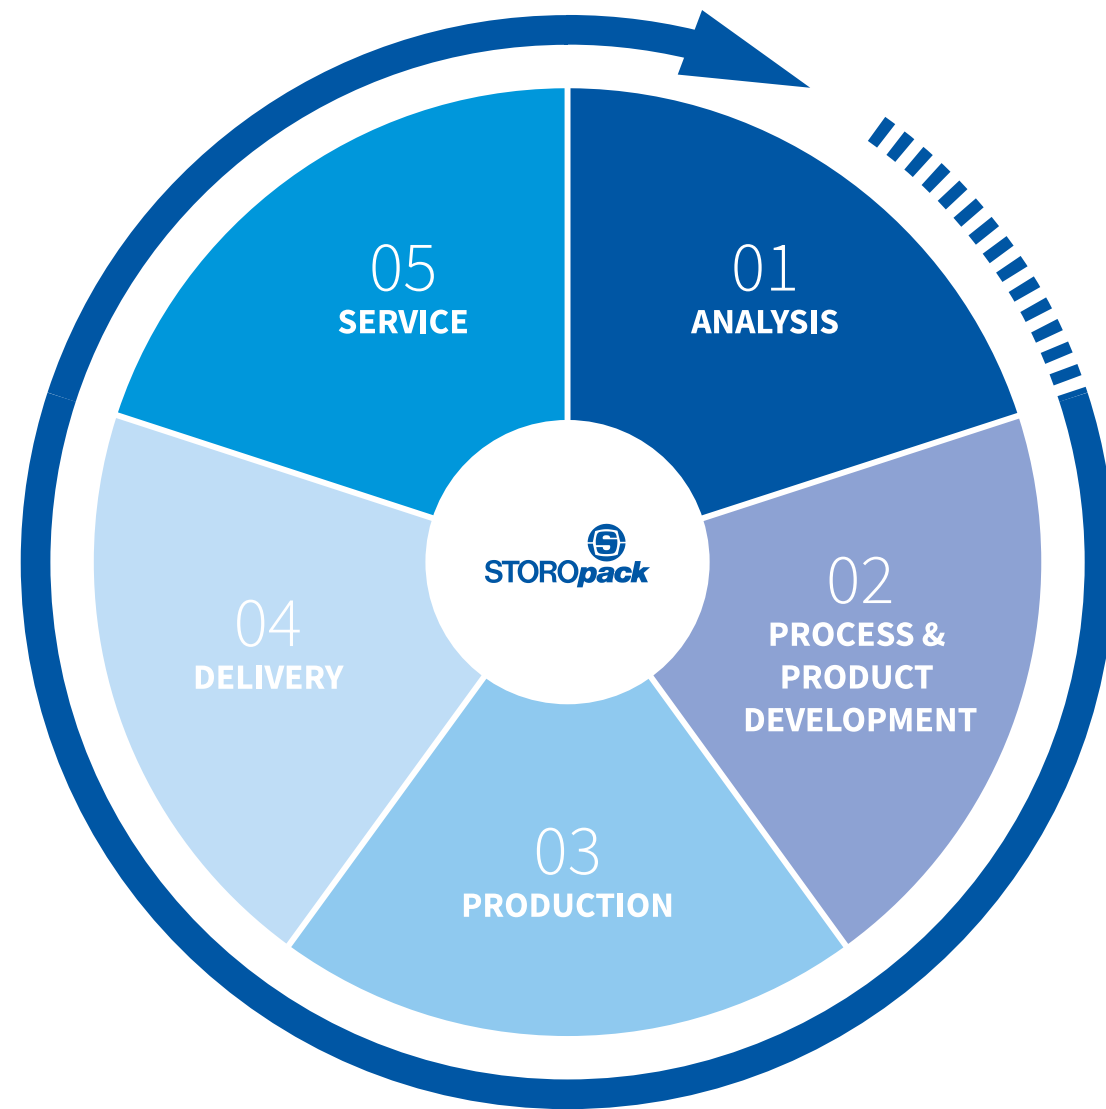 01
ANALYSIS
02
PROCESS &
PRODUCT
DEVELOPMENT
03
PRODUCTION
04
DELIVERY
05
SERVICE
S
STOROpack